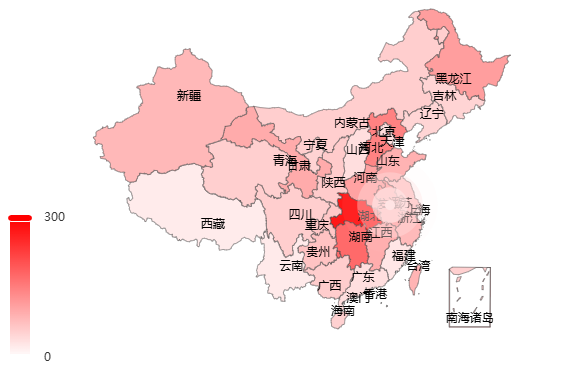 黑龙江
新疆
吉林
辽宁
内蒙古
北京
天津
宁夏
山西
河北
青海
甘肃
山东
陕西
河南
300
四川
西藏
重庆
湖北
浙江
江西
湖南
贵州
福建
云南
台湾
广东
广西
澳门
香港
海南
南海诸岛
0